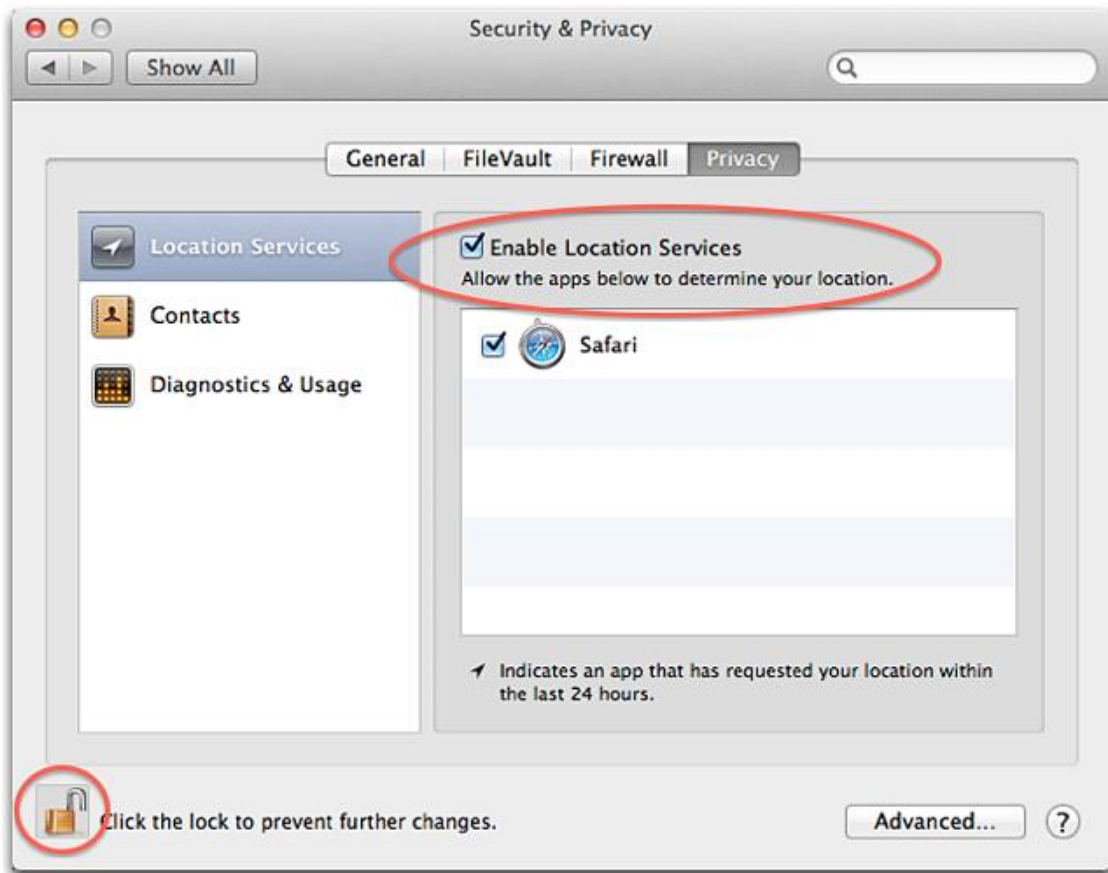 Security & Privacy
Show All
General FileVault Firewall Privacy
Location Services
Enable Location Services
Allow the apps below to determine your location.
Contacts
Safari
Diagnostics & Usage
Indicates an app that has requested your location within
the last 24 hours.
Click the lock to prevent further changes.
Advanced... ?